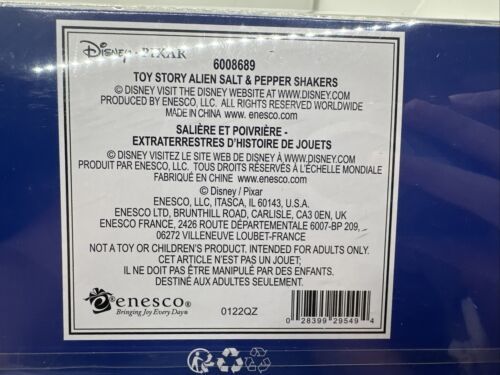 Disney · PIXAR
6008689
TOY STORY ALIEN SALT & PEPPER SHAKERS
© DISNEY VISIT THE DISNEY WEBSITE AT WWW.DISNEY.COM
PRODUCED BY ENESCO, LLC. ALL RIGHTS RESERVED WORLDWIDE
MADE IN CHINA www. enesco.com
SALIÈRE ET POIVRIÈRE -
EXTRATERRESTRES D'HISTOIRE DE JOUETS
© DISNEY VISITEZ LE SITE WEB DE DISNEY À WWW.DISNEY.COM
PRODUIT PAR ENESCO, LLC. TOUS DROITS RÉSERVÉS À L'ÉCHELLE MONDIALE
FABRIQUÉ EN CHINE www.enesco.com
© Disney / Pixar
ENESCO, LLC, ITASCA, IL 60143, U.S.A.
ENESCO LTD, BRUNTHILL ROAD, CARLISLE, CA3 0EN, UK
ENESCO FRANCE, 2426 ROUTE DÉPARTEMENTALE 6007-BP 209,
06272 VILLENEUVE LOUBET-FRANCE
NOT A TOY OR CHILDREN'S PRODUCT. INTENDED FOR ADULTS ONLY.
CET ARTICLE N'EST PAS UN JOUET;
IL NE DOIT PAS ÊTRE MANIPULÉ PAR DES ENFANTS.
DESTINÉ AUX ADULTES SEULEMENT.
enesco®
Bringing Joy Every Day®
0122QZ
0 28399 29549 4